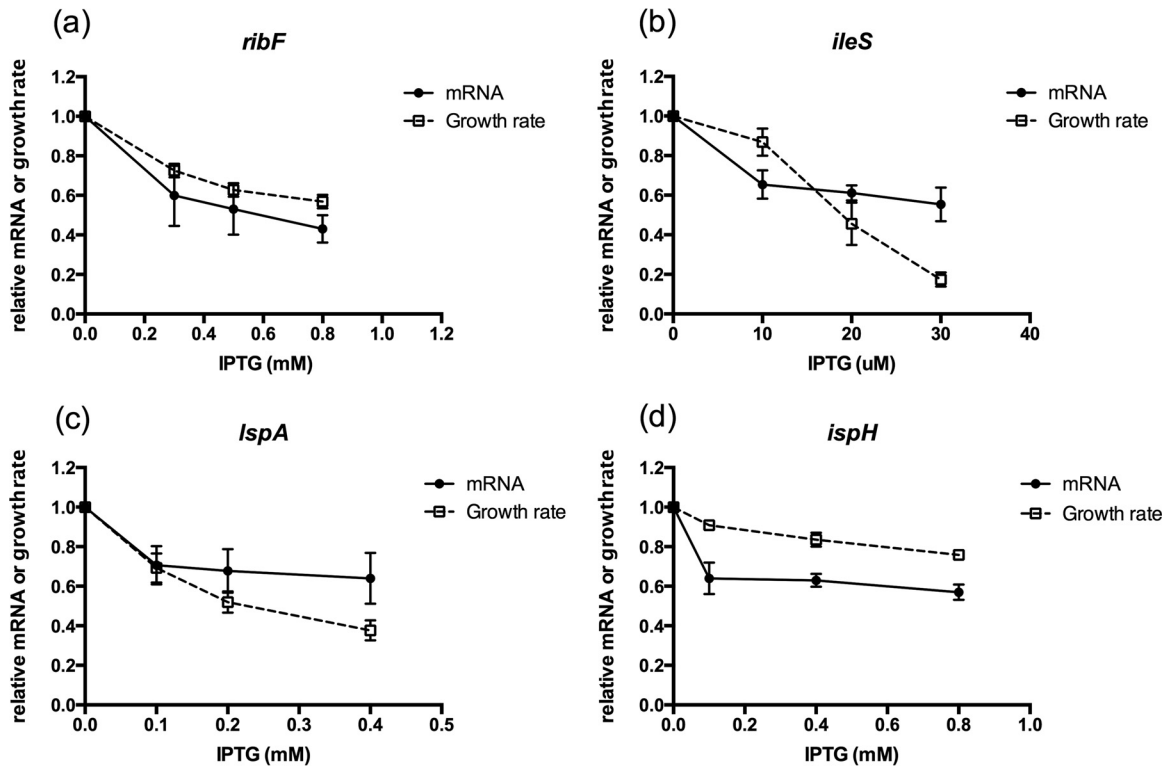 (a)
ribF
relative mRNA or growth rate
1.2
1.0
0.8
0.6
0.4
0.2
0.0
0.0 0.2 0.4 0.6 0.8 1.0 1.2
IPTG (mM)
mRNA
Growth rate
(b)
ileS
relative mRNA or growth rate
1.2
1.0
0.8
0.6
0.4
0.2
0.0
0 10 20 30 40
IPTG (uM)
mRNA
Growth rate
(c)
lspA
relative mRNA or growth rate
1.2
1.0
0.8
0.6
0.4
0.2
0.0
0.0 0.1 0.2 0.3 0.4 0.5
IPTG (mM)
mRNA
Growth rate
(d)
ispH
relative mRNA or growth rate
1.2
1.0
0.8
0.6
0.4
0.2
0.0
0.0 0.2 0.4 0.6 0.8 1.0
IPTG (mM)
mRNA
Growth rate